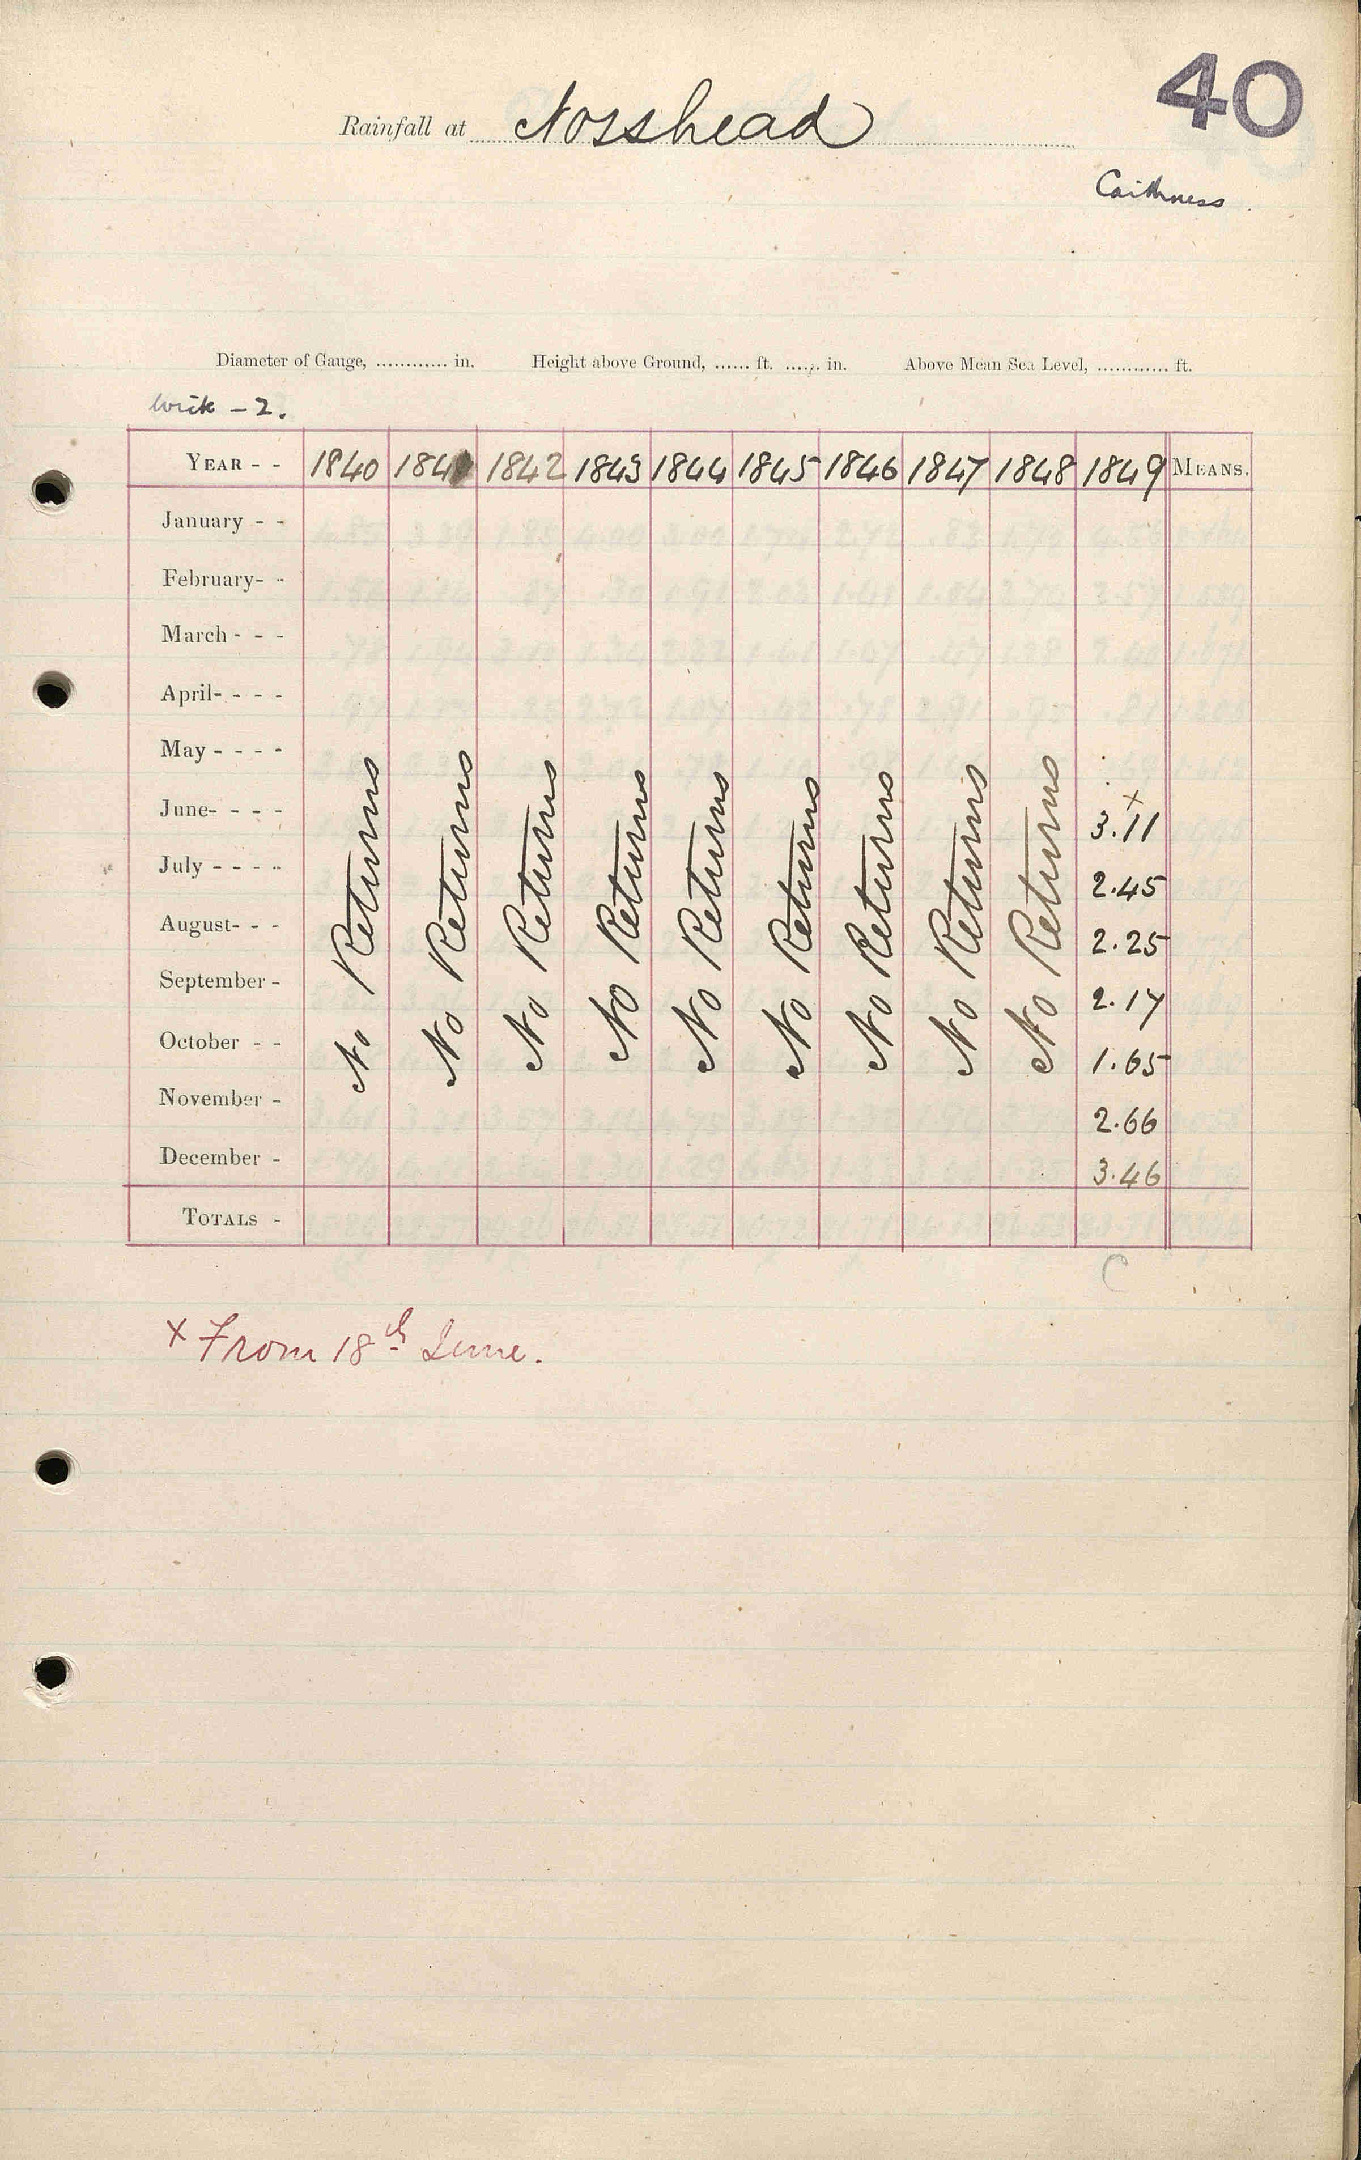 40
Rainfall at Nosshead
Caithness.
Diameter of Gauge, ............ in. Height above Ground, ...... ft. ...... in. Above Mean Sea Level, ............ ft.
Wick - 2.
YEAR - - 1840 1841 1842 1843 1844 1845 1846 1847 1848 1849 MEANS.
January - -
February- -
March - - -
April- - - -
May - - - -
June- - - - 3.11 x
July - - - - 2.45
August- - - 2.25
September - 2.17
October - - 1.65
November - 2.66
December - 3.46
No Returns No Returns No Returns No Returns No Returns No Returns No Returns No Returns No Returns
TOTALS -
C
x From 18th June.